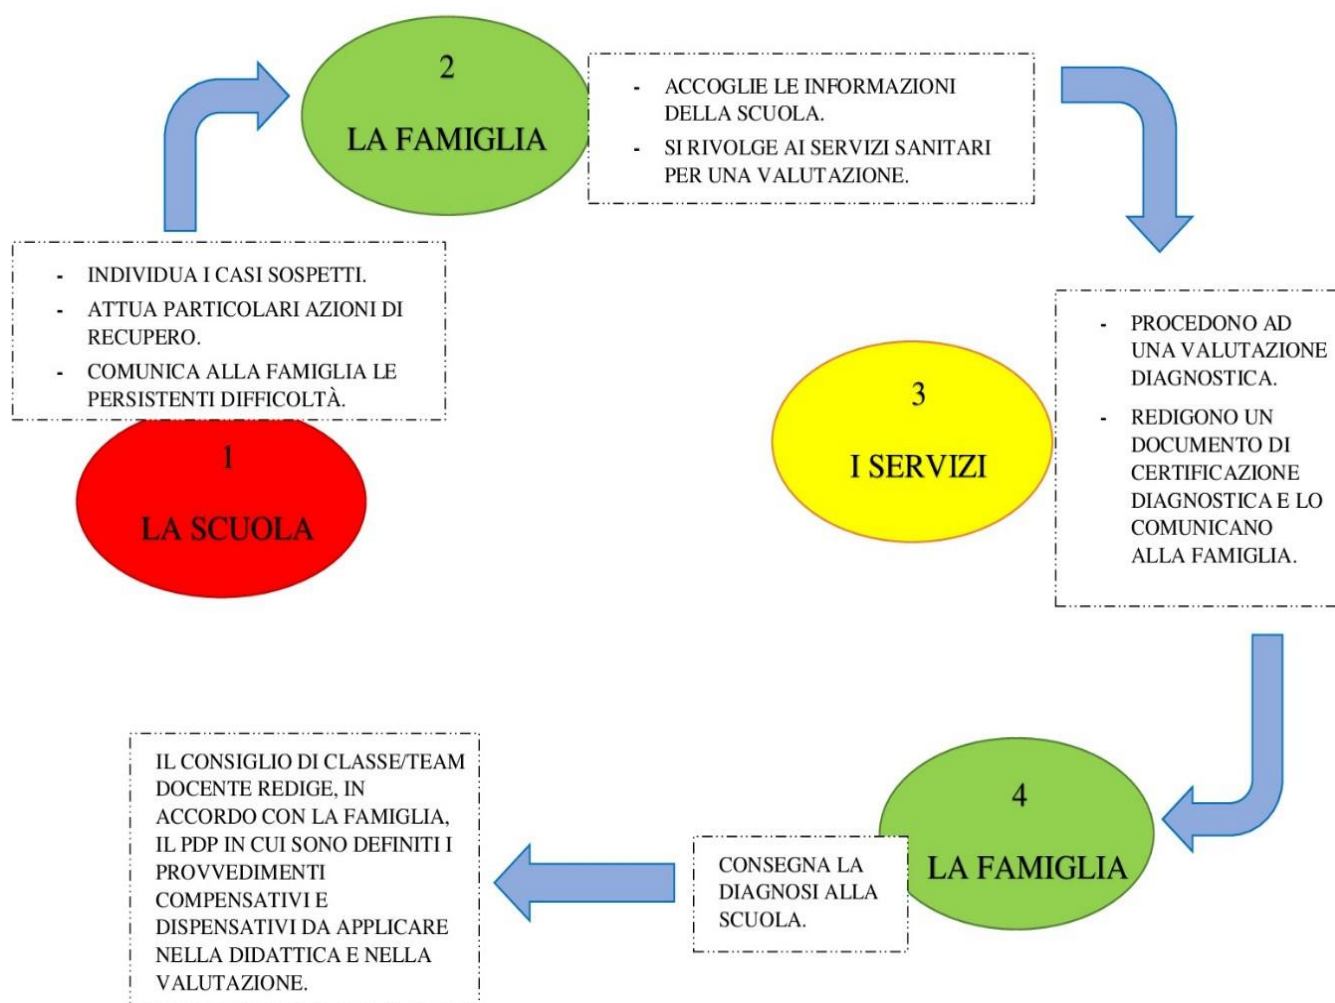 1
LA SCUOLA
- INDIVIDUA I CASI SOSPETTI.
- ATTUA PARTICOLARI AZIONI DI
RECUPERO.
- COMUNICA ALLA FAMIGLIA LE
PERSISTENTI DIFFICOLTÀ.
2
LA FAMIGLIA
- ACCOGLIE LE INFORMAZIONI
DELLA SCUOLA.
- SI RIVOLGE AI SERVIZI SANITARI
PER UNA VALUTAZIONE.
3
I SERVIZI
- PROCEDONO AD
UNA VALUTAZIONE
DIAGNOSTICA.
- REDIGONO UN
DOCUMENTO DI
CERTIFICAZIONE
DIAGNOSTICA E LO
COMUNICANO
ALLA FAMIGLIA.
4
LA FAMIGLIA
CONSEGNA LA
DIAGNOSI ALLA
SCUOLA.
IL CONSIGLIO DI CLASSE/TEAM
DOCENTE REDIGE, IN
ACCORDO CON LA FAMIGLIA,
IL PDP IN CUI SONO DEFINITI I
PROVVEDIMENTI
COMPENSATIVI E
DISPENSATIVI DA APPLICARE
NELLA DIDATTICA E NELLA
VALUTAZIONE.